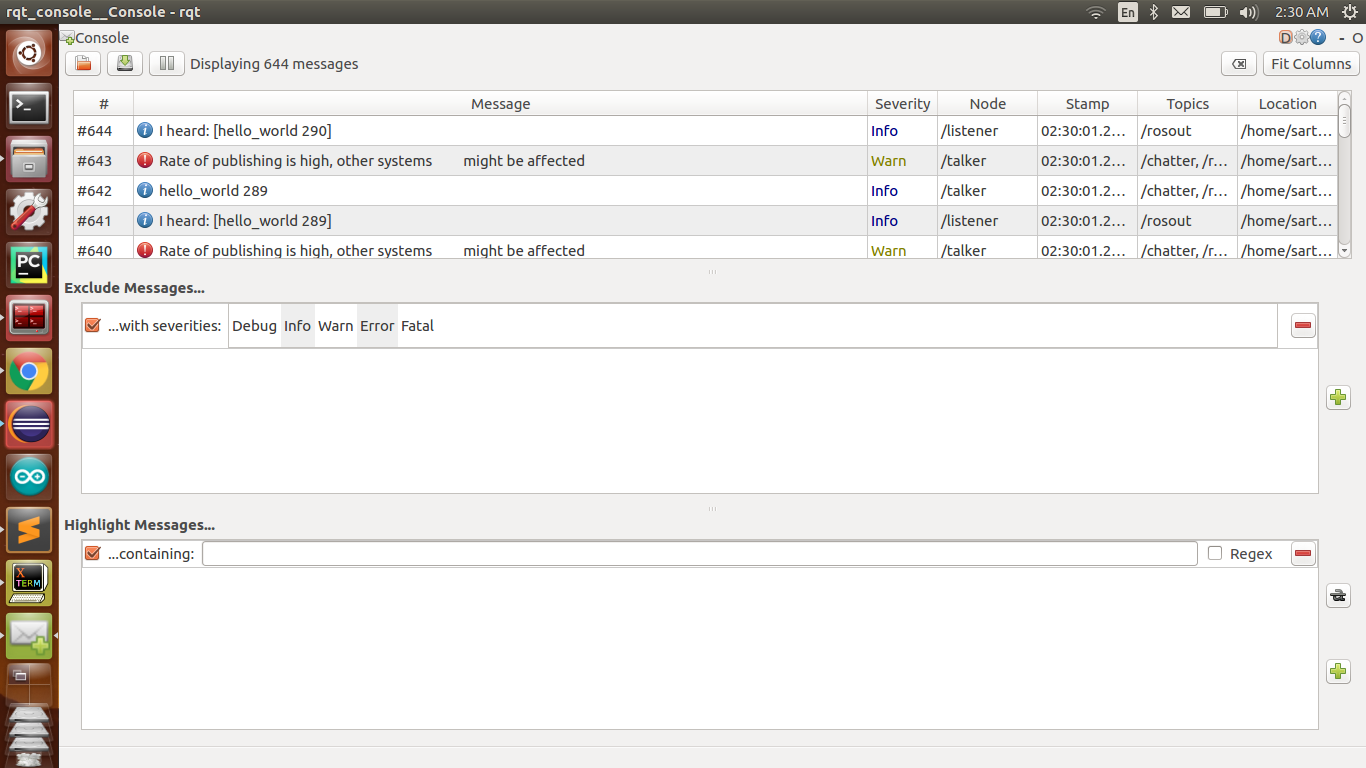 rqt_console__Console - rqt
En
2:30 AM
Console
D
?
- O
Displaying 644 messages
Fit Columns
# Message Severity Node Stamp Topics Location
#644 I heard: [hello_world 290] Info /listener 02:30:01.2... /rosout /home/sart...
#643 Rate of publishing is high, other systems might be affected Warn /talker 02:30:01.2... /chatter, /r... /home/sart...
#642 hello_world 289 Info /talker 02:30:01.2... /chatter, /r... /home/sart...
#641 I heard: [hello_world 289] Info /listener 02:30:01.2... /rosout /home/sart...
#640 Rate of publishing is high, other systems might be affected Warn /talker 02:30:01.2... /chatter, /r... /home/sart...
Exclude Messages...
...with severities: Debug Info Warn Error Fatal
Highlight Messages...
...containing:
Regex
PC
X
TERM